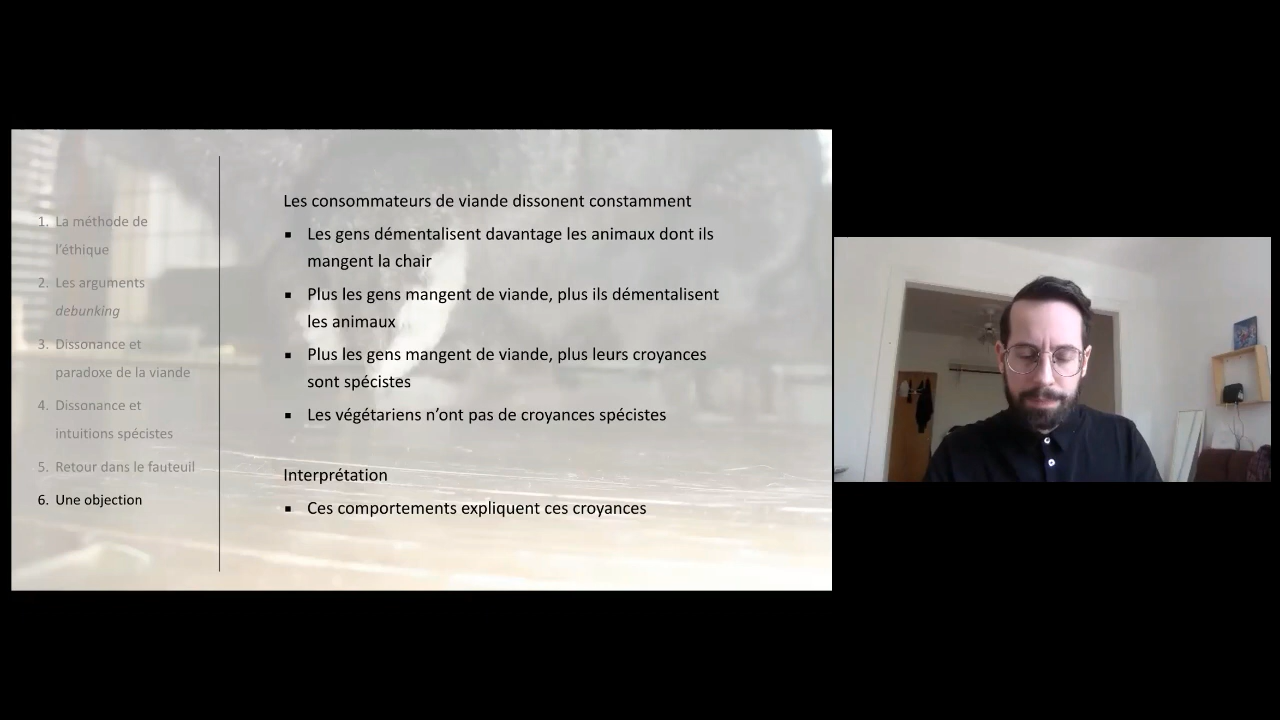 1. La méthode de
l'éthique
2. Les arguments
debunking
3. Dissonance et
paradoxe de la viande
4. Dissonance et
intuitions spécistes
5. Retour dans le fauteuil
6. Une objection
Les consommateurs de viande dissonent constamment
▪ Les gens démentalisent davantage les animaux dont ils
mangent la chair
▪ Plus les gens mangent de viande, plus ils démentalisent
les animaux
▪ Plus les gens mangent de viande, plus leurs croyances
sont spécistes
▪ Les végétariens n'ont pas de croyances spécistes
Interprétation
▪ Ces comportements expliquent ces croyances